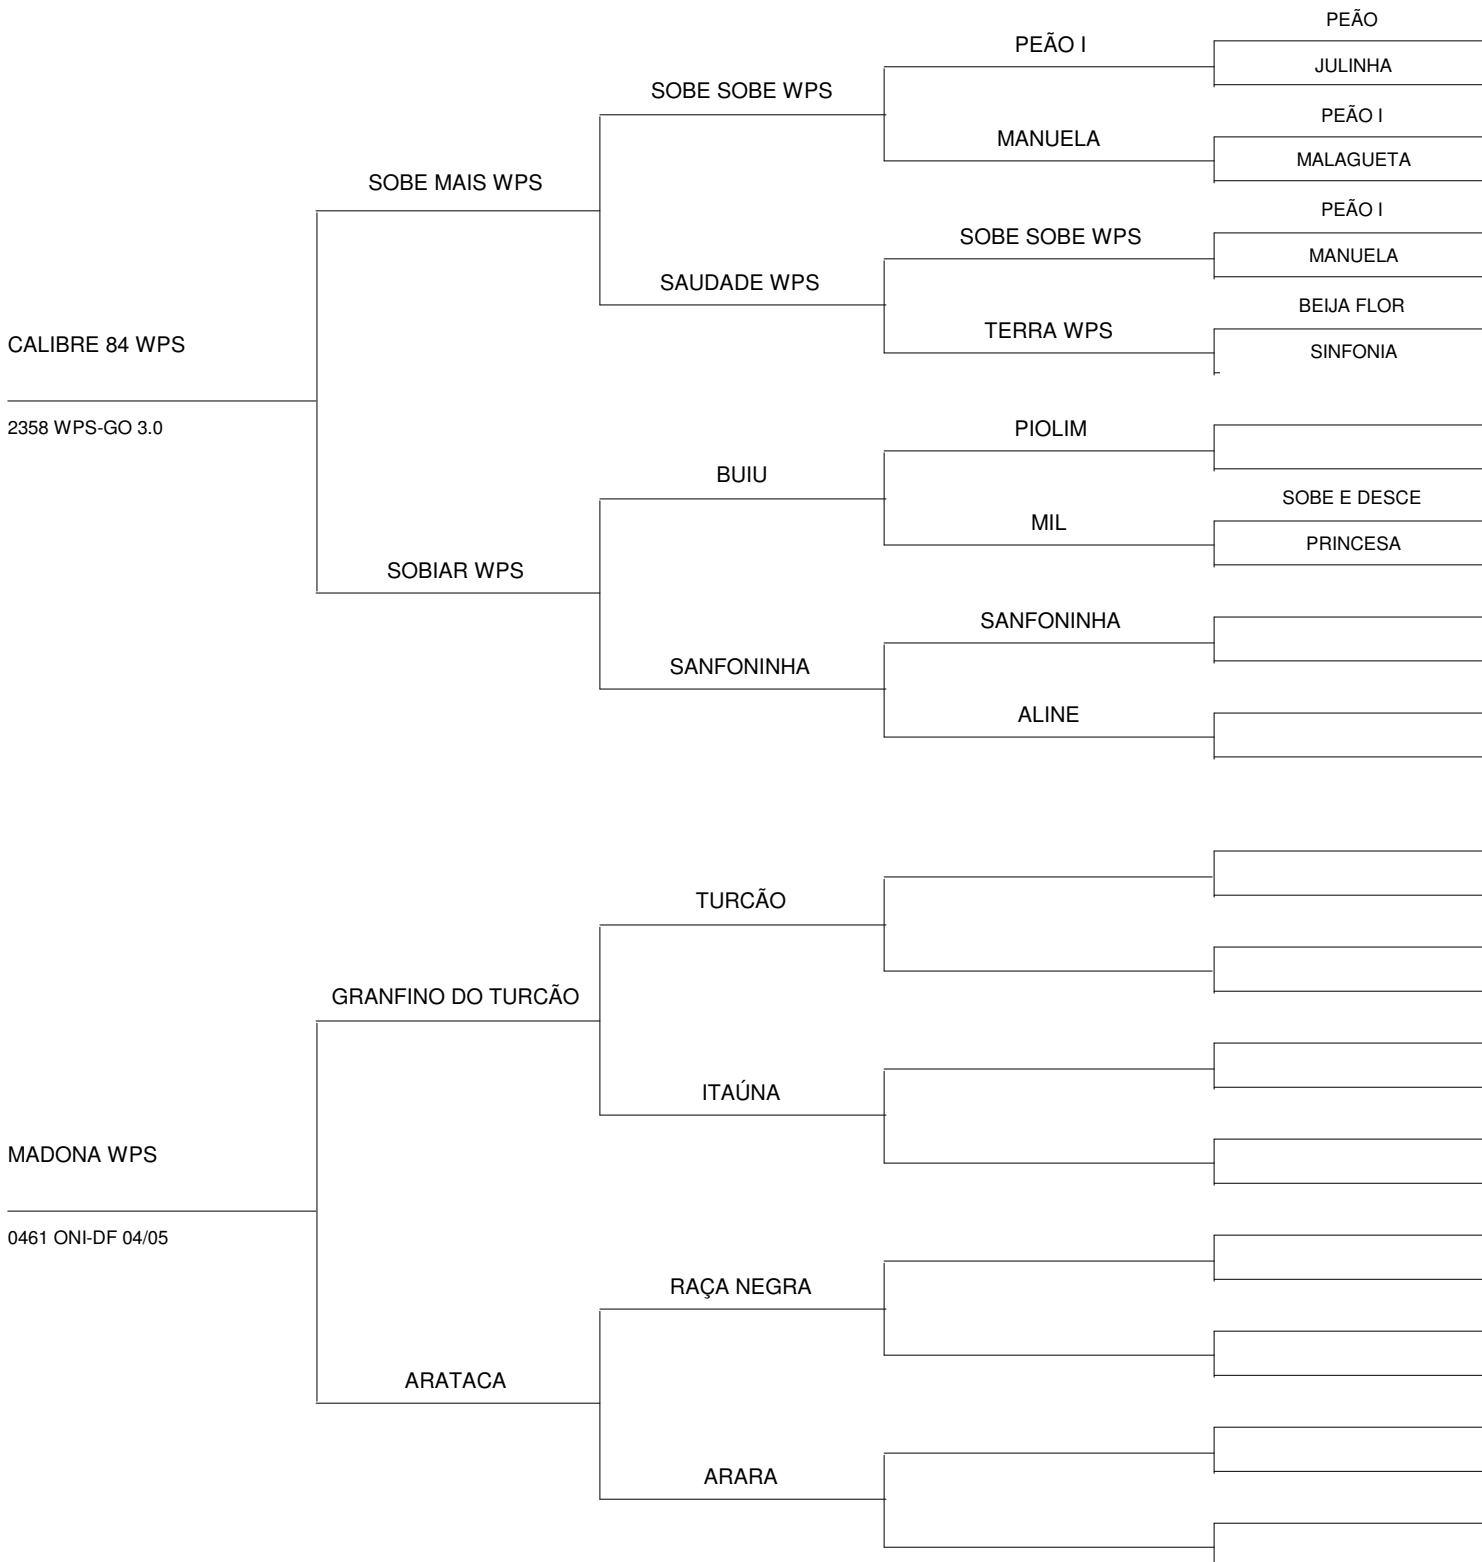 PEÃO
PEÃO I
JULINHA
SOBE SOBE WPS
PEÃO I
MANUELA
MALAGUETA
SOBE MAIS WPS
PEÃO I
SOBE SOBE WPS
MANUELA
SAUDADE WPS
BEIJA FLOR
TERRA WPS
CALIBRE 84 WPS
SINFONIA
2358 WPS-GO 3.0
PIOLIM
BUIU
SOBE E DESCE
MIL
PRINCESA
SOBIAR WPS
SANFONINHA
SANFONINHA
ALINE
TURCÃO
GRANFINO DO TURCÃO
ITAÚNA
MADONA WPS
0461 ONI-DF 04/05
RAÇA NEGRA
ARATACA
ARARA